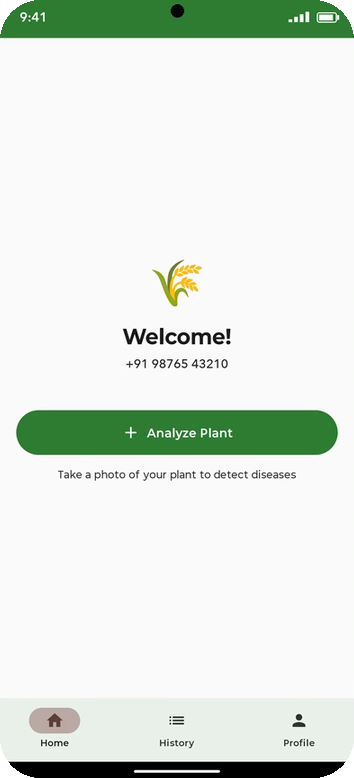 9:41
Welcome!
+91 98765 43210
Analyze Plant
Take a photo of your plant to detect diseases
Home
History
Profile